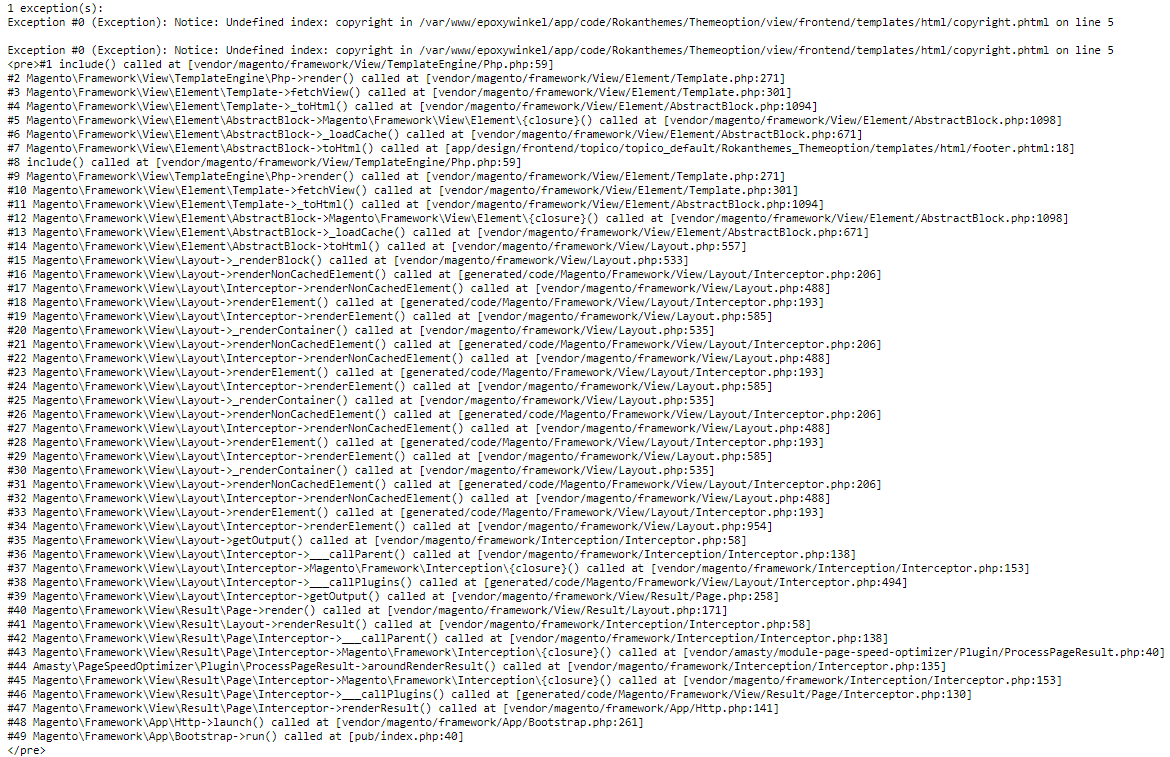 1 exception(s):
Exception #0 (Exception): Notice: Undefined index: copyright in /var/www/epoxywinkel/app/code/Rokanthemes/Themeoption/view/frontend/templates/html/copyright.phtml on line 5

Exception #0 (Exception): Notice: Undefined index: copyright in /var/www/epoxywinkel/app/code/Rokanthemes/Themeoption/view/frontend/templates/html/copyright.phtml on line 5
<pre>#1 include() called at [vendor/magento/framework/View/TemplateEngine/Php.php:59]
#2 Magento\Framework\View\TemplateEngine\Php->render() called at [vendor/magento/framework/View/Element/Template.php:271]
#3 Magento\Framework\View\Element\Template->fetchView() called at [vendor/magento/framework/View/Element/Template.php:301]
#4 Magento\Framework\View\Element\Template->_toHtml() called at [vendor/magento/framework/View/Element/AbstractBlock.php:1094]
#5 Magento\Framework\View\Element\AbstractBlock->Magento\Framework\View\Element\{closure}() called at [vendor/magento/framework/View/Element/AbstractBlock.php:1098]
#6 Magento\Framework\View\Element\AbstractBlock->_loadCache() called at [vendor/magento/framework/View/Element/AbstractBlock.php:671]
#7 Magento\Framework\View\Element\AbstractBlock->toHtml() called at [app/design/frontend/topico/topico_default/Rokanthemes_Themeoption/templates/html/footer.phtml:18]
#8 include() called at [vendor/magento/framework/View/TemplateEngine/Php.php:59]
#9 Magento\Framework\View\TemplateEngine\Php->render() called at [vendor/magento/framework/View/Element/Template.php:271]
#10 Magento\Framework\View\Element\Template->fetchView() called at [vendor/magento/framework/View/Element/Template.php:301]
#11 Magento\Framework\View\Element\Template->_toHtml() called at [vendor/magento/framework/View/Element/AbstractBlock.php:1094]
#12 Magento\Framework\View\Element\AbstractBlock->Magento\Framework\View\Element\{closure}() called at [vendor/magento/framework/View/Element/AbstractBlock.php:1098]
#13 Magento\Framework\View\Element\AbstractBlock->_loadCache() called at [vendor/magento/framework/View/Element/AbstractBlock.php:671]
#14 Magento\Framework\View\Element\AbstractBlock->toHtml() called at [vendor/magento/framework/View/Layout.php:557]
#15 Magento\Framework\View\Layout->_renderBlock() called at [vendor/magento/framework/View/Layout.php:533]
#16 Magento\Framework\View\Layout->renderNonCachedElement() called at [generated/code/Magento/Framework/View/Layout/Interceptor.php:206]
#17 Magento\Framework\View\Layout\Interceptor->renderNonCachedElement() called at [vendor/magento/framework/View/Layout.php:488]
#18 Magento\Framework\View\Layout->renderElement() called at [generated/code/Magento/Framework/View/Layout/Interceptor.php:193]
#19 Magento\Framework\View\Layout\Interceptor->renderElement() called at [vendor/magento/framework/View/Layout.php:585]
#20 Magento\Framework\View\Layout->_renderContainer() called at [vendor/magento/framework/View/Layout.php:535]
#21 Magento\Framework\View\Layout->renderNonCachedElement() called at [generated/code/Magento/Framework/View/Layout/Interceptor.php:206]
#22 Magento\Framework\View\Layout\Interceptor->renderNonCachedElement() called at [vendor/magento/framework/View/Layout.php:488]
#23 Magento\Framework\View\Layout->renderElement() called at [generated/code/Magento/Framework/View/Layout/Interceptor.php:193]
#24 Magento\Framework\View\Layout\Interceptor->renderElement() called at [vendor/magento/framework/View/Layout.php:585]
#25 Magento\Framework\View\Layout->_renderContainer() called at [vendor/magento/framework/View/Layout.php:535]
#26 Magento\Framework\View\Layout->renderNonCachedElement() called at [generated/code/Magento/Framework/View/Layout/Interceptor.php:206]
#27 Magento\Framework\View\Layout\Interceptor->renderNonCachedElement() called at [vendor/magento/framework/View/Layout.php:488]
#28 Magento\Framework\View\Layout->renderElement() called at [generated/code/Magento/Framework/View/Layout/Interceptor.php:193]
#29 Magento\Framework\View\Layout\Interceptor->renderElement() called at [vendor/magento/framework/View/Layout.php:585]
#30 Magento\Framework\View\Layout->_renderContainer() called at [vendor/magento/framework/View/Layout.php:535]
#31 Magento\Framework\View\Layout->renderNonCachedElement() called at [generated/code/Magento/Framework/View/Layout/Interceptor.php:206]
#32 Magento\Framework\View\Layout\Interceptor->renderNonCachedElement() called at [vendor/magento/framework/View/Layout.php:488]
#33 Magento\Framework\View\Layout->renderElement() called at [generated/code/Magento/Framework/View/Layout/Interceptor.php:193]
#34 Magento\Framework\View\Layout\Interceptor->renderElement() called at [vendor/magento/framework/View/Layout.php:954]
#35 Magento\Framework\View\Layout->getOutput() called at [vendor/magento/framework/Interception/Interceptor.php:58]
#36 Magento\Framework\View\Layout\Interceptor->___callParent() called at [vendor/magento/framework/Interception/Interceptor.php:138]
#37 Magento\Framework\View\Layout\Interceptor->Magento\Framework\Interception\{closure}() called at [vendor/magento/framework/Interception/Interceptor.php:153]
#38 Magento\Framework\View\Layout\Interceptor->___callPlugins() called at [generated/code/Magento/Framework/View/Layout/Interceptor.php:494]
#39 Magento\Framework\View\Layout\Interceptor->getOutput() called at [vendor/magento/framework/View/Result/Page.php:258]
#40 Magento\Framework\View\Result\Page->render() called at [vendor/magento/framework/View/Result/Layout.php:171]
#41 Magento\Framework\View\Result\Layout->renderResult() called at [vendor/magento/framework/Interception/Interceptor.php:58]
#42 Magento\Framework\View\Result\Page\Interceptor->___callParent() called at [vendor/magento/framework/Interception/Interceptor.php:138]
#43 Magento\Framework\View\Result\Page\Interceptor->Magento\Framework\Interception\{closure}() called at [vendor/amasty/module-page-speed-optimizer/Plugin/ProcessPageResult.php:40]
#44 Amasty\PageSpeedOptimizer\Plugin\ProcessPageResult->aroundRenderResult() called at [vendor/magento/framework/Interception/Interceptor.php:135]
#45 Magento\Framework\View\Result\Page\Interceptor->Magento\Framework\Interception\{closure}() called at [vendor/magento/framework/Interception/Interceptor.php:153]
#46 Magento\Framework\View\Result\Page\Interceptor->___callPlugins() called at [generated/code/Magento/Framework/View/Result/Page/Interceptor.php:130]
#47 Magento\Framework\View\Result\Page\Interceptor->renderResult() called at [vendor/magento/framework/App/Http.php:141]
#48 Magento\Framework\App\Http->launch() called at [vendor/magento/framework/App/Bootstrap.php:261]
#49 Magento\Framework\App\Bootstrap->run() called at [pub/index.php:40]
</pre>